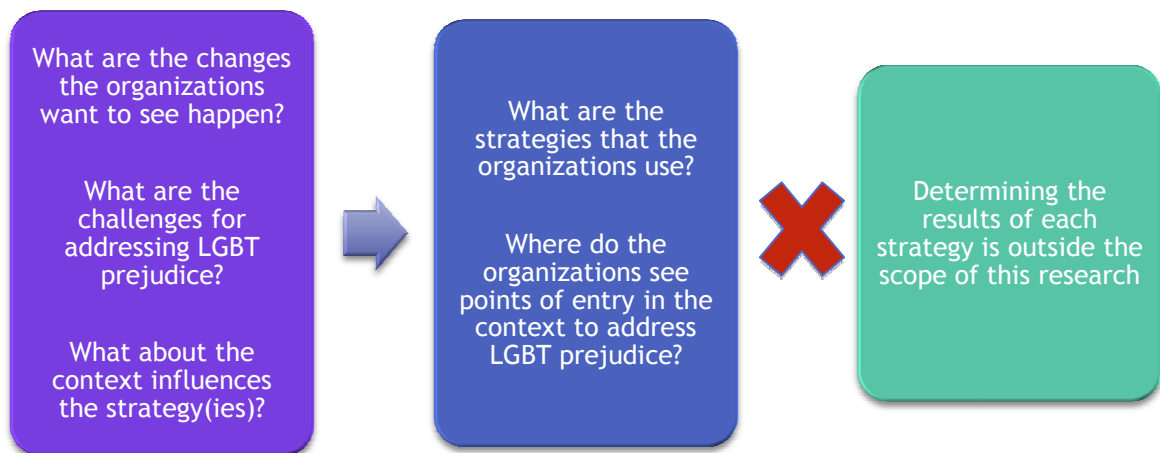 What are the changes
the organizations
want to see happen?
What are the
challenges for
addressing LGBT
prejudice?
What about the
context influences
the strategy(ies)?
What are the
strategies that the
organizations use?
Where do the
organizations see
points of entry in the
context to address
LGBT prejudice?
Determining the
results of each
strategy is outside the
scope of this research